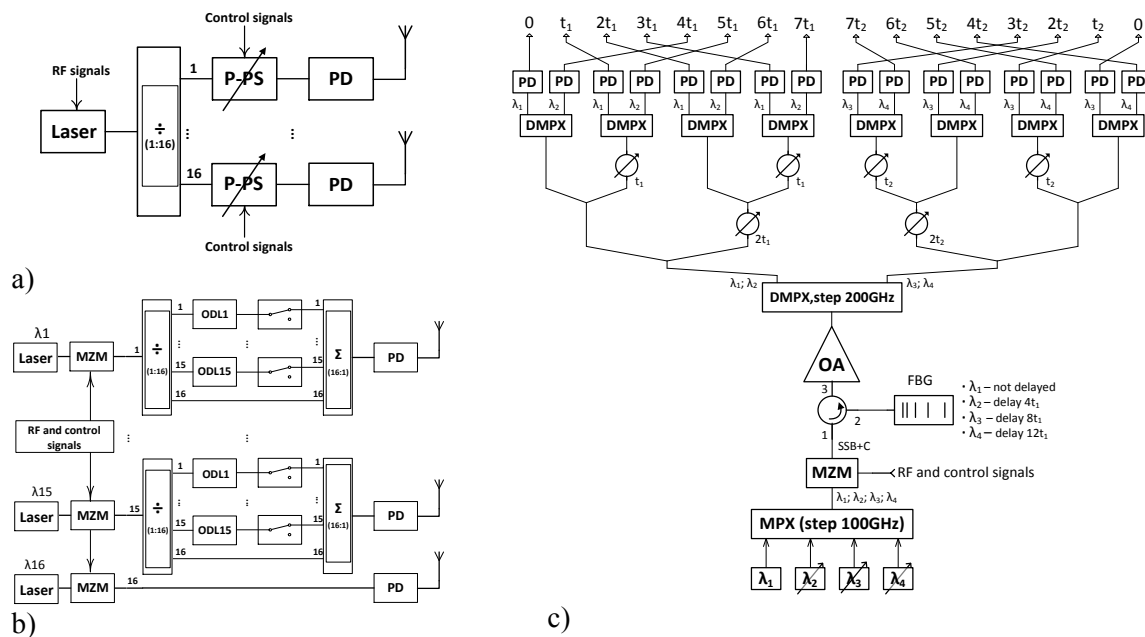 Control signals
RF signals
1
P-PS
PD
Laser
÷
(1:16)
⋮
⋮
16
P-PS
PD
Control signals
a)
λ1
Laser
MZM
1
÷
(1:16)
1
ODL1
1
⋮
⋮
⋮
15
ODL15
15
16
16
Σ
(16:1)
PD
RF and control signals
⋮
⋮
λ15
Laser
MZM
15
÷
(1:16)
1
ODL1
1
⋮
⋮
⋮
15
ODL15
15
16
16
Σ
(16:1)
PD
λ16
Laser
MZM
16
PD
b)
0 t₁ 2t₁ 3t₁ 4t₁ 5t₁ 6t₁ 7t₁ 7t₂ 6t₂ 5t₂ 4t₂ 3t₂ 2t₂ t₂ 0
PD PD PD PD PD PD PD PD PD PD PD PD PD PD PD PD
λ₁ λ₂ λ₁ λ₂ λ₁ λ₂ λ₁ λ₂ λ₃ λ₄ λ₃ λ₄ λ₃ λ₄ λ₃ λ₄
DMPX DMPX DMPX DMPX DMPX DMPX DMPX DMPX
t₁ t₁ t₂ t₂
2t₁ 2t₂
λ₁; λ₂ λ₃; λ₄
DMPX,step 200GHz
OA
3
FBG
2
1
· λ₁ – not delayed
· λ₂ – delay 4t₁
· λ₃ – delay 8t₁
· λ₄ – delay 12t₁
SSB+C
MZM
RF and control signals
λ₁; λ₂; λ₃; λ₄
MPX (step 100GHz)
λ₁ λ₂ λ₃ λ₄
c)